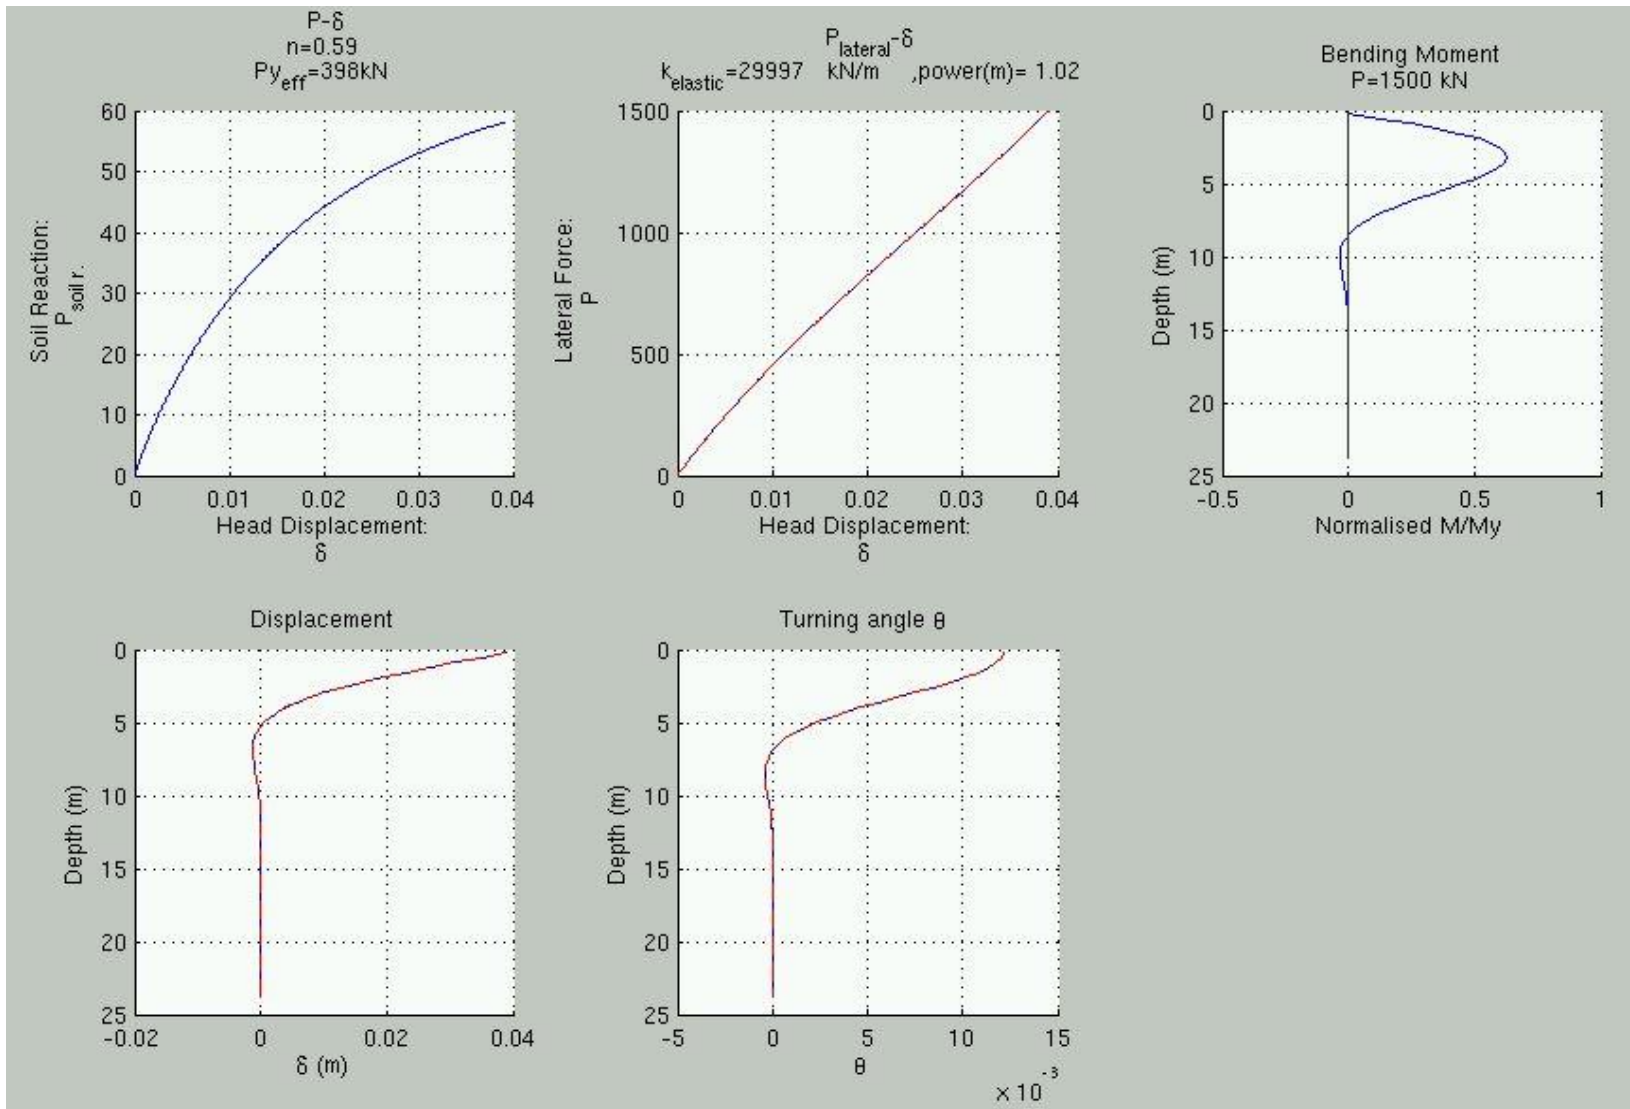 P-δ
n=0.59
Py_eff=398kN
60
50
40
30
20
10
0
Soil Reaction:
P_soil r.
0 0.01 0.02 0.03 0.04
Head Displacement:
δ
P_lateral-δ
k_elastic=29997 kN/m ,power(m)= 1.02
1500
1000
500
0
Lateral Force:
P
0 0.01 0.02 0.03 0.04
Head Displacement:
δ
Bending Moment
P=1500 kN
0
5
10
15
20
25
Depth (m)
-0.5 0 0.5 1
Normalised M/My
Displacement
0
5
10
15
20
25
Depth (m)
-0.02 0 0.02 0.04
δ (m)
Turning angle θ
0
5
10
15
20
25
Depth (m)
-5 0 5 10 15
θ
x 10^-3